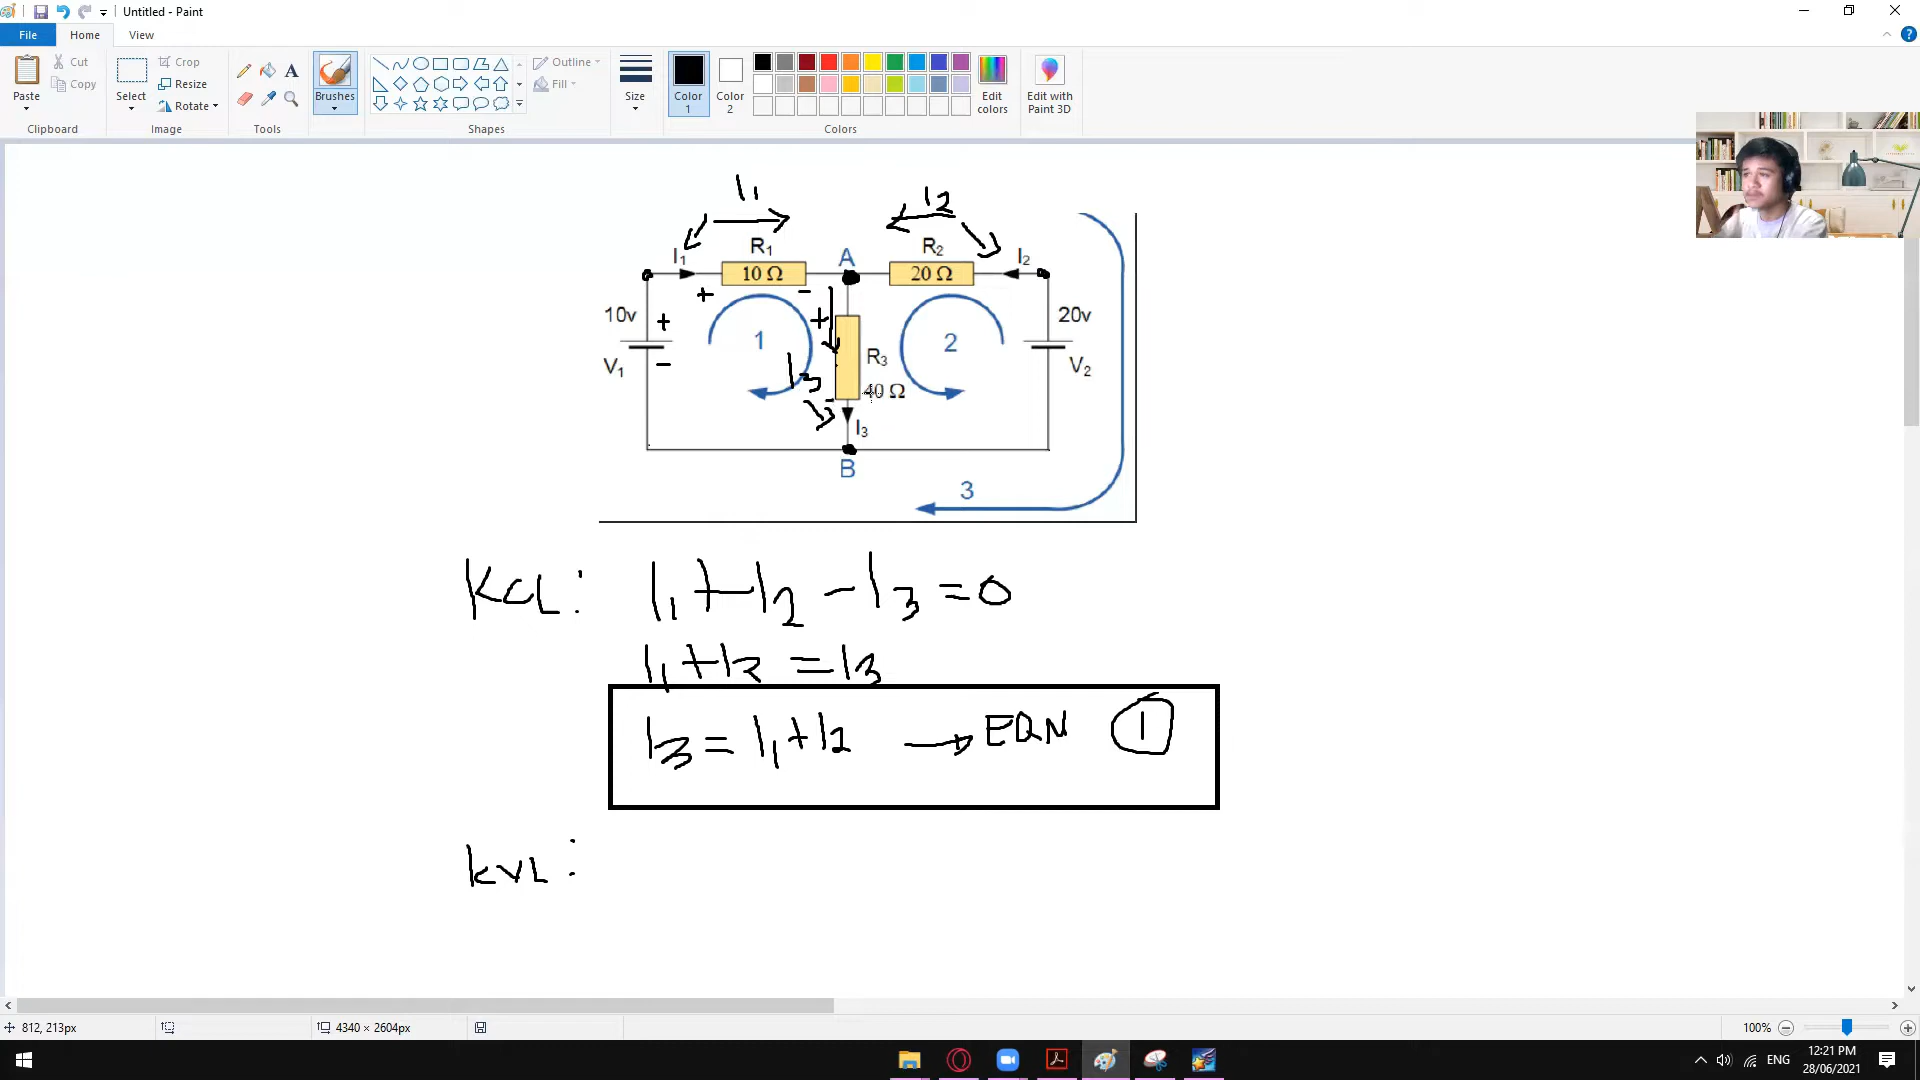 Untitled - Paint
File Home View
Paste Cut Copy
Clipboard
Select Crop Resize Rotate
Image
Tools
Brushes
Shapes
Outline Fill
Size
Color 1
Color 2
Edit colors
Colors
Edit with Paint 3D
I1
I2
I1 R1 A R2 I2
10 Ω 20 Ω
+ -
10v + + 20v
1 2
V1 - R3 V2
I3 40 Ω
-
I3
B
3
KCL: I1 + I2 - I3 = 0
I1 + I2 = I3
I3 = I1 + I2 → EQN 1
KVL:
812, 213px 4340 × 2604px 100%
ENG 12:21 PM
28/06/2021